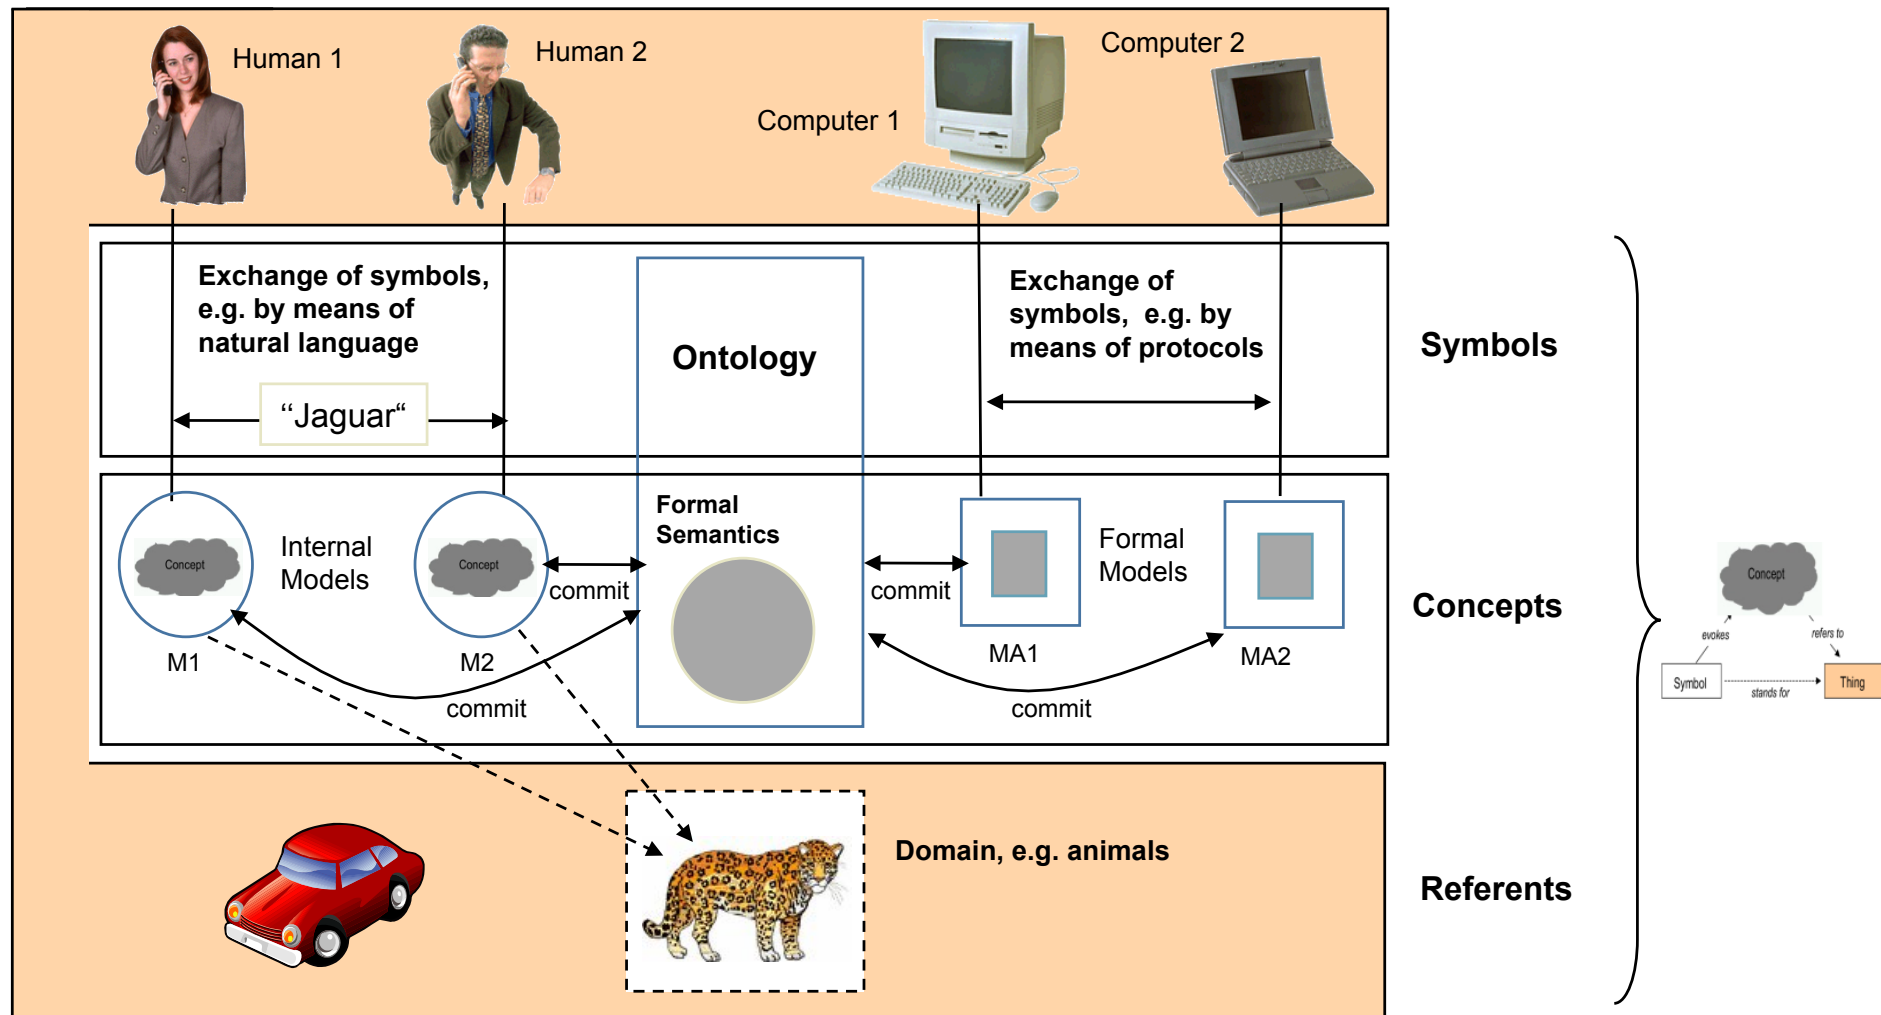 Human 1
Human 2
Computer 2
Computer 1
Exchange of symbols,
e.g. by means of
natural language
“Jaguar“
Ontology
Exchange of
symbols,  e.g. by
means of protocols
Symbols
Concept
Internal
Models
Concept
commit
Formal
Semantics
commit
Formal
Models
M1
M2
commit
MA1
MA2
commit
Concepts
Concept
evokes
refers to
Symbol
stands for
Thing
Domain, e.g. animals
Referents